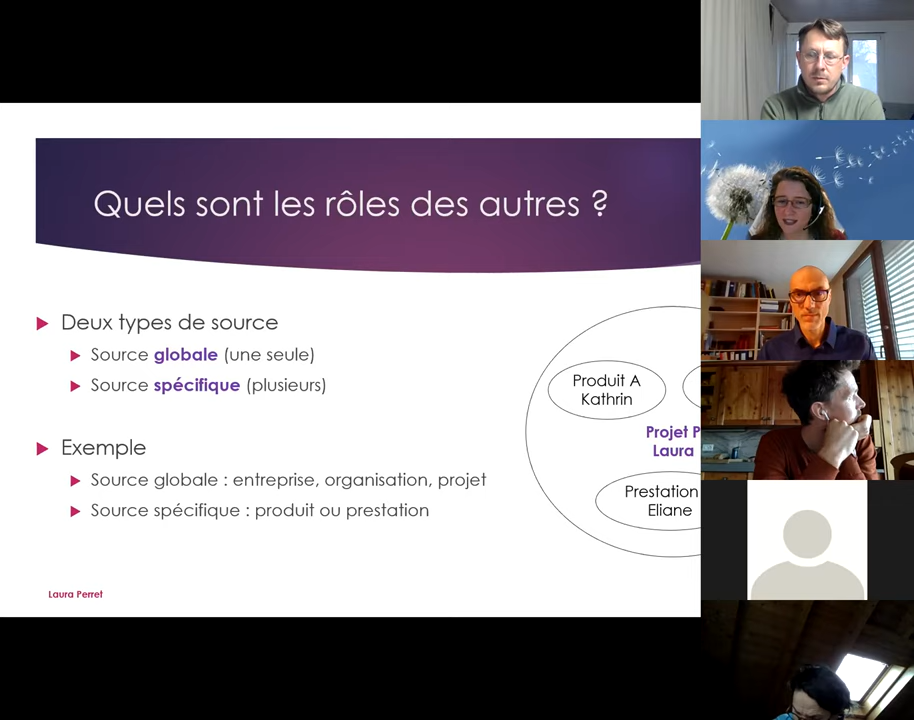 Quels sont les rôles des autres ?
Deux types de source
Source globale (une seule)
Source spécifique (plusieurs)
Exemple
Source globale : entreprise, organisation, projet
Source spécifique : produit ou prestation
Produit A
Kathrin
Projet P
Laura
Prestation
Eliane
Laura Perret